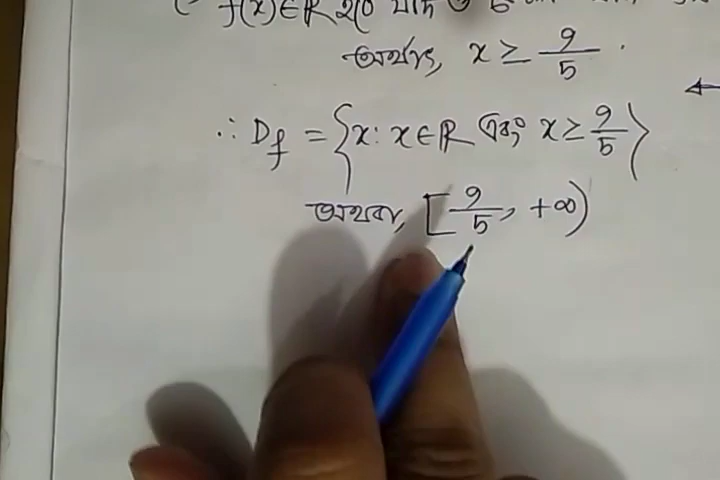 f(x) ∈ ℝ হবে যদি ও
অর্থাৎ, x ≥ 9/5 .
∴ D_f = {x : x ∈ ℝ এবং x ≥ 9/5}
অথবা, [9/5, +∞)